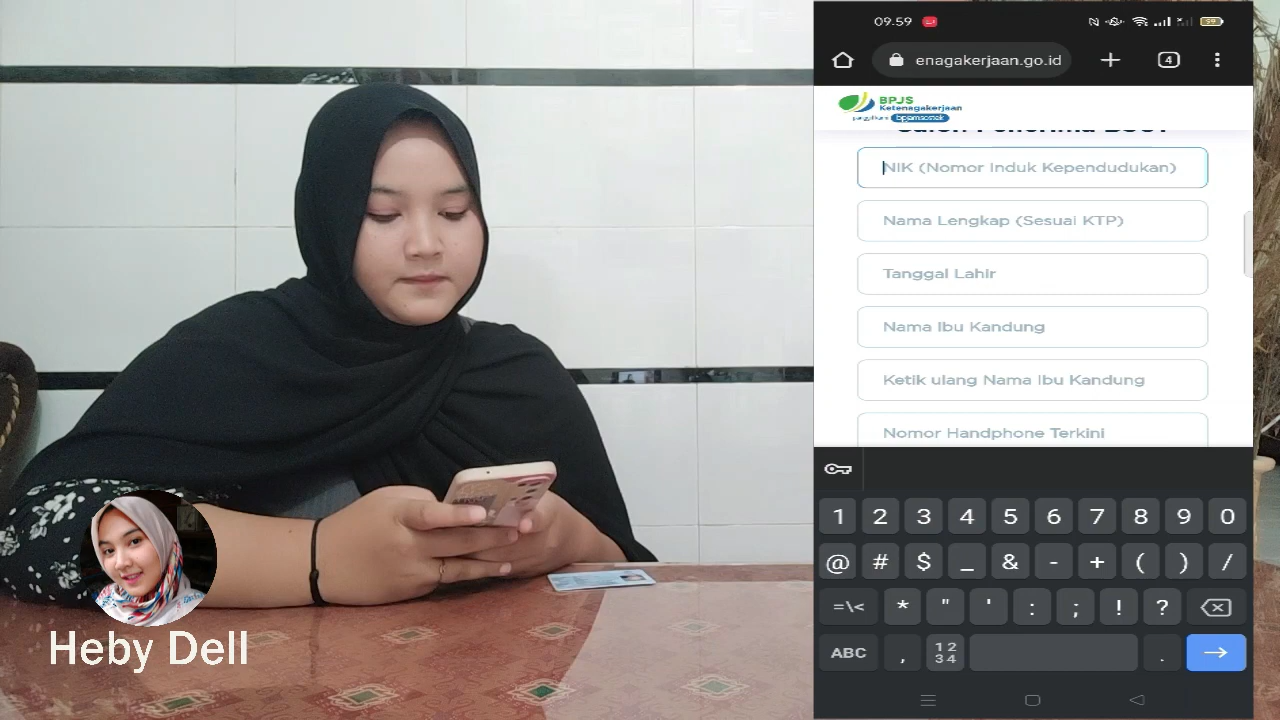 09.59
59
enagakerjaan.go.id
4
BPJS
Ketenagakerjaan
bpjamsostek
NIK (Nomor Induk Kependudukan)
Nama Lengkap (Sesuai KTP)
Tanggal Lahir
Nama Ibu Kandung
Ketik ulang Nama Ibu Kandung
Nomor Handphone Terkini
1 2 3 4 5 6 7 8 9 0
@ # $ _ & - + ( ) /
=\< * " ' : ; ! ?
ABC , 12 34 .
Heby Dell